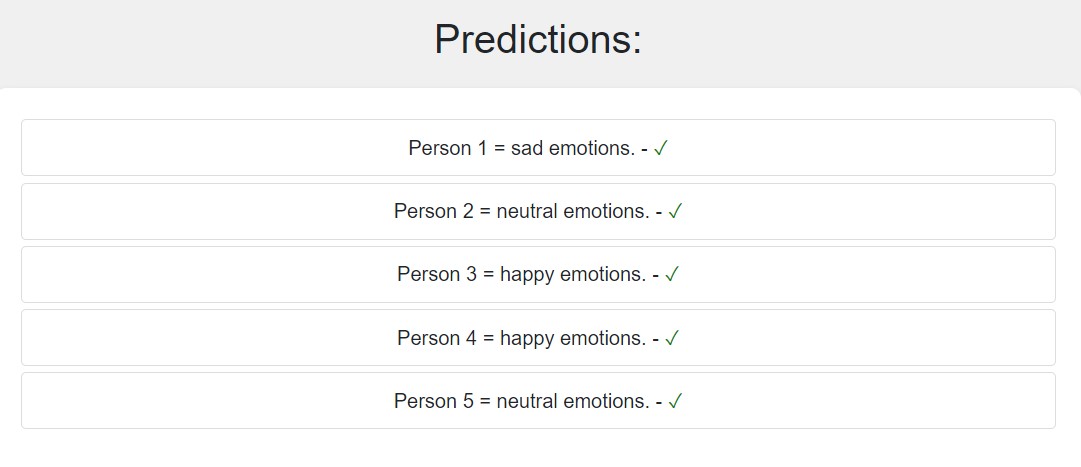 Predictions:
Person 1 = sad emotions. - ✓
Person 2 = neutral emotions. - ✓
Person 3 = happy emotions. - ✓
Person 4 = happy emotions. - ✓
Person 5 = neutral emotions. - ✓